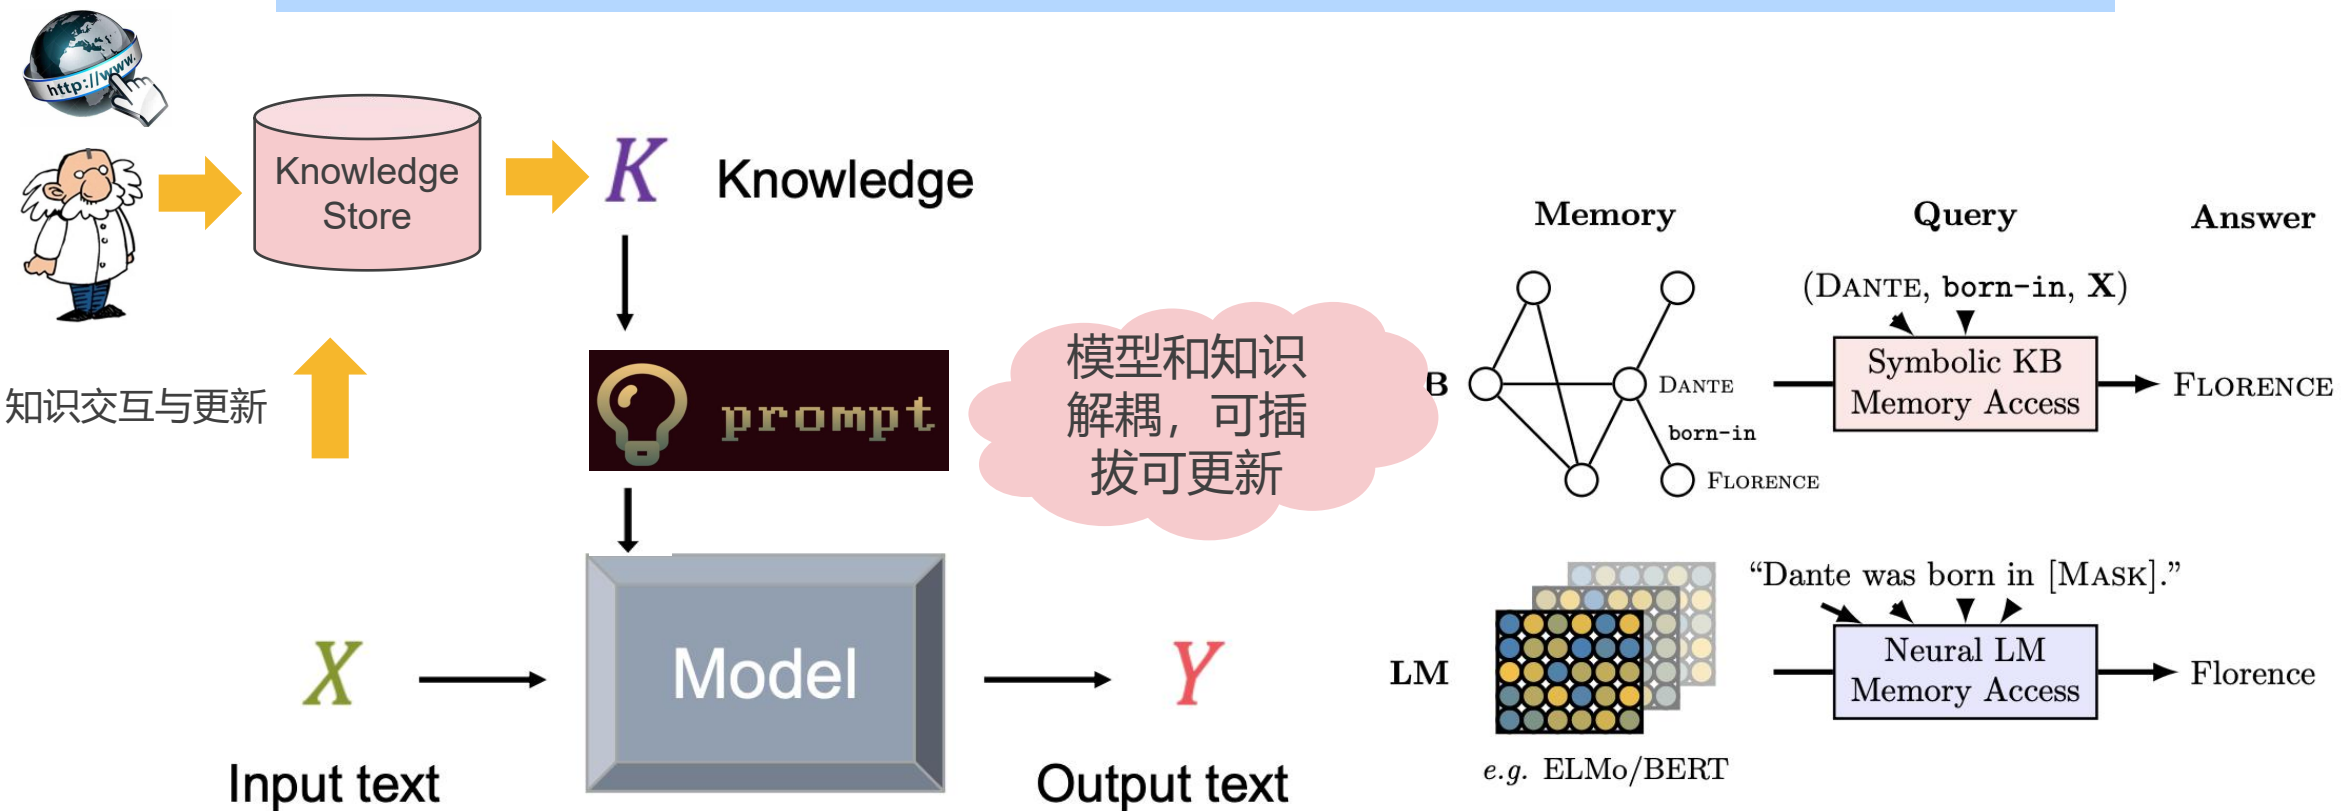 http://www.
Knowledge
Store
K
Knowledge
知识交互与更新
prompt
模型和知识
解耦，可插
拔可更新
X
Model
Y
Input text
Output text
Memory
Query
Answer
B
DANTE
born-in
FLORENCE
(DANTE, born-in, X)
Symbolic KB
Memory Access
FLORENCE
LM
e.g. ELMo/BERT
“Dante was born in [MASK].”
Neural LM
Memory Access
Florence